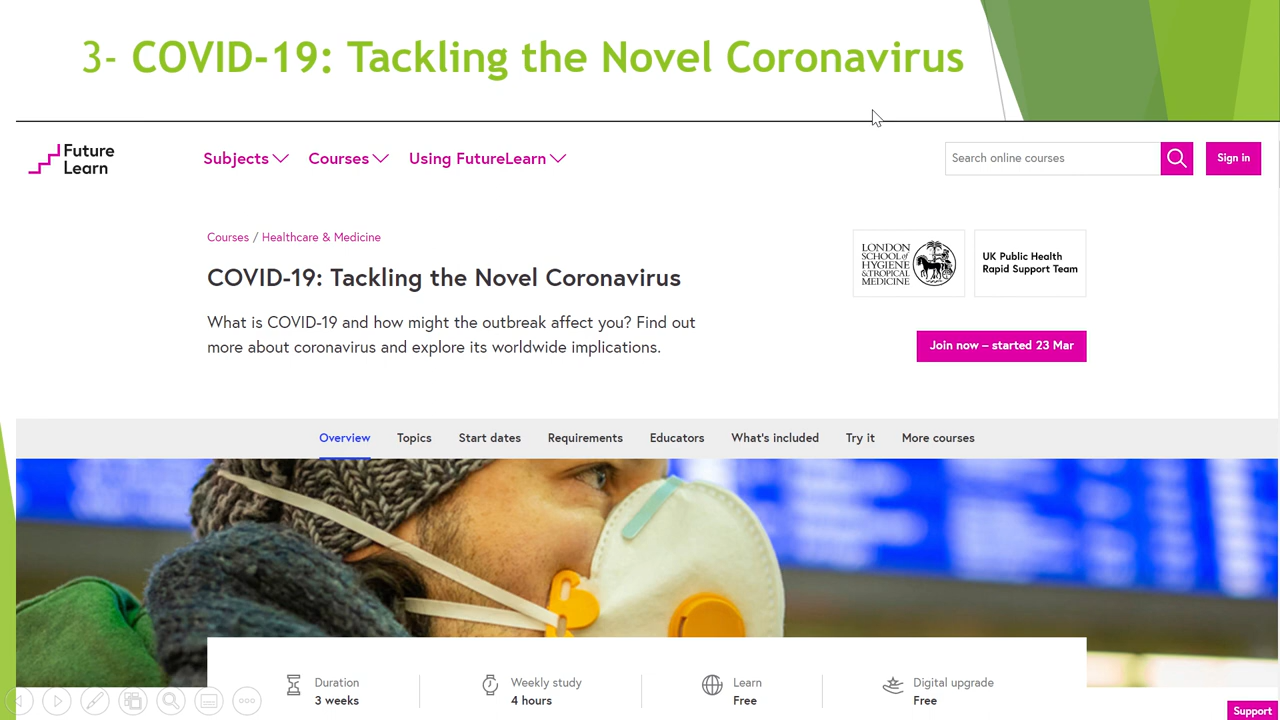 3- COVID-19: Tackling the Novel Coronavirus
Future
Learn
Subjects
Courses
Using FutureLearn
Search online courses
Sign in
Courses / Healthcare & Medicine
COVID-19: Tackling the Novel Coronavirus
What is COVID-19 and how might the outbreak affect you? Find out
more about coronavirus and explore its worldwide implications.
LONDON
SCHOOL of
HYGIENE
& TROPICAL
MEDICINE
UK Public Health
Rapid Support Team
Join now – started 23 Mar
Overview
Topics
Start dates
Requirements
Educators
What's included
Try it
More courses
Duration
3 weeks
Weekly study
4 hours
Learn
Free
Digital upgrade
Free
Support